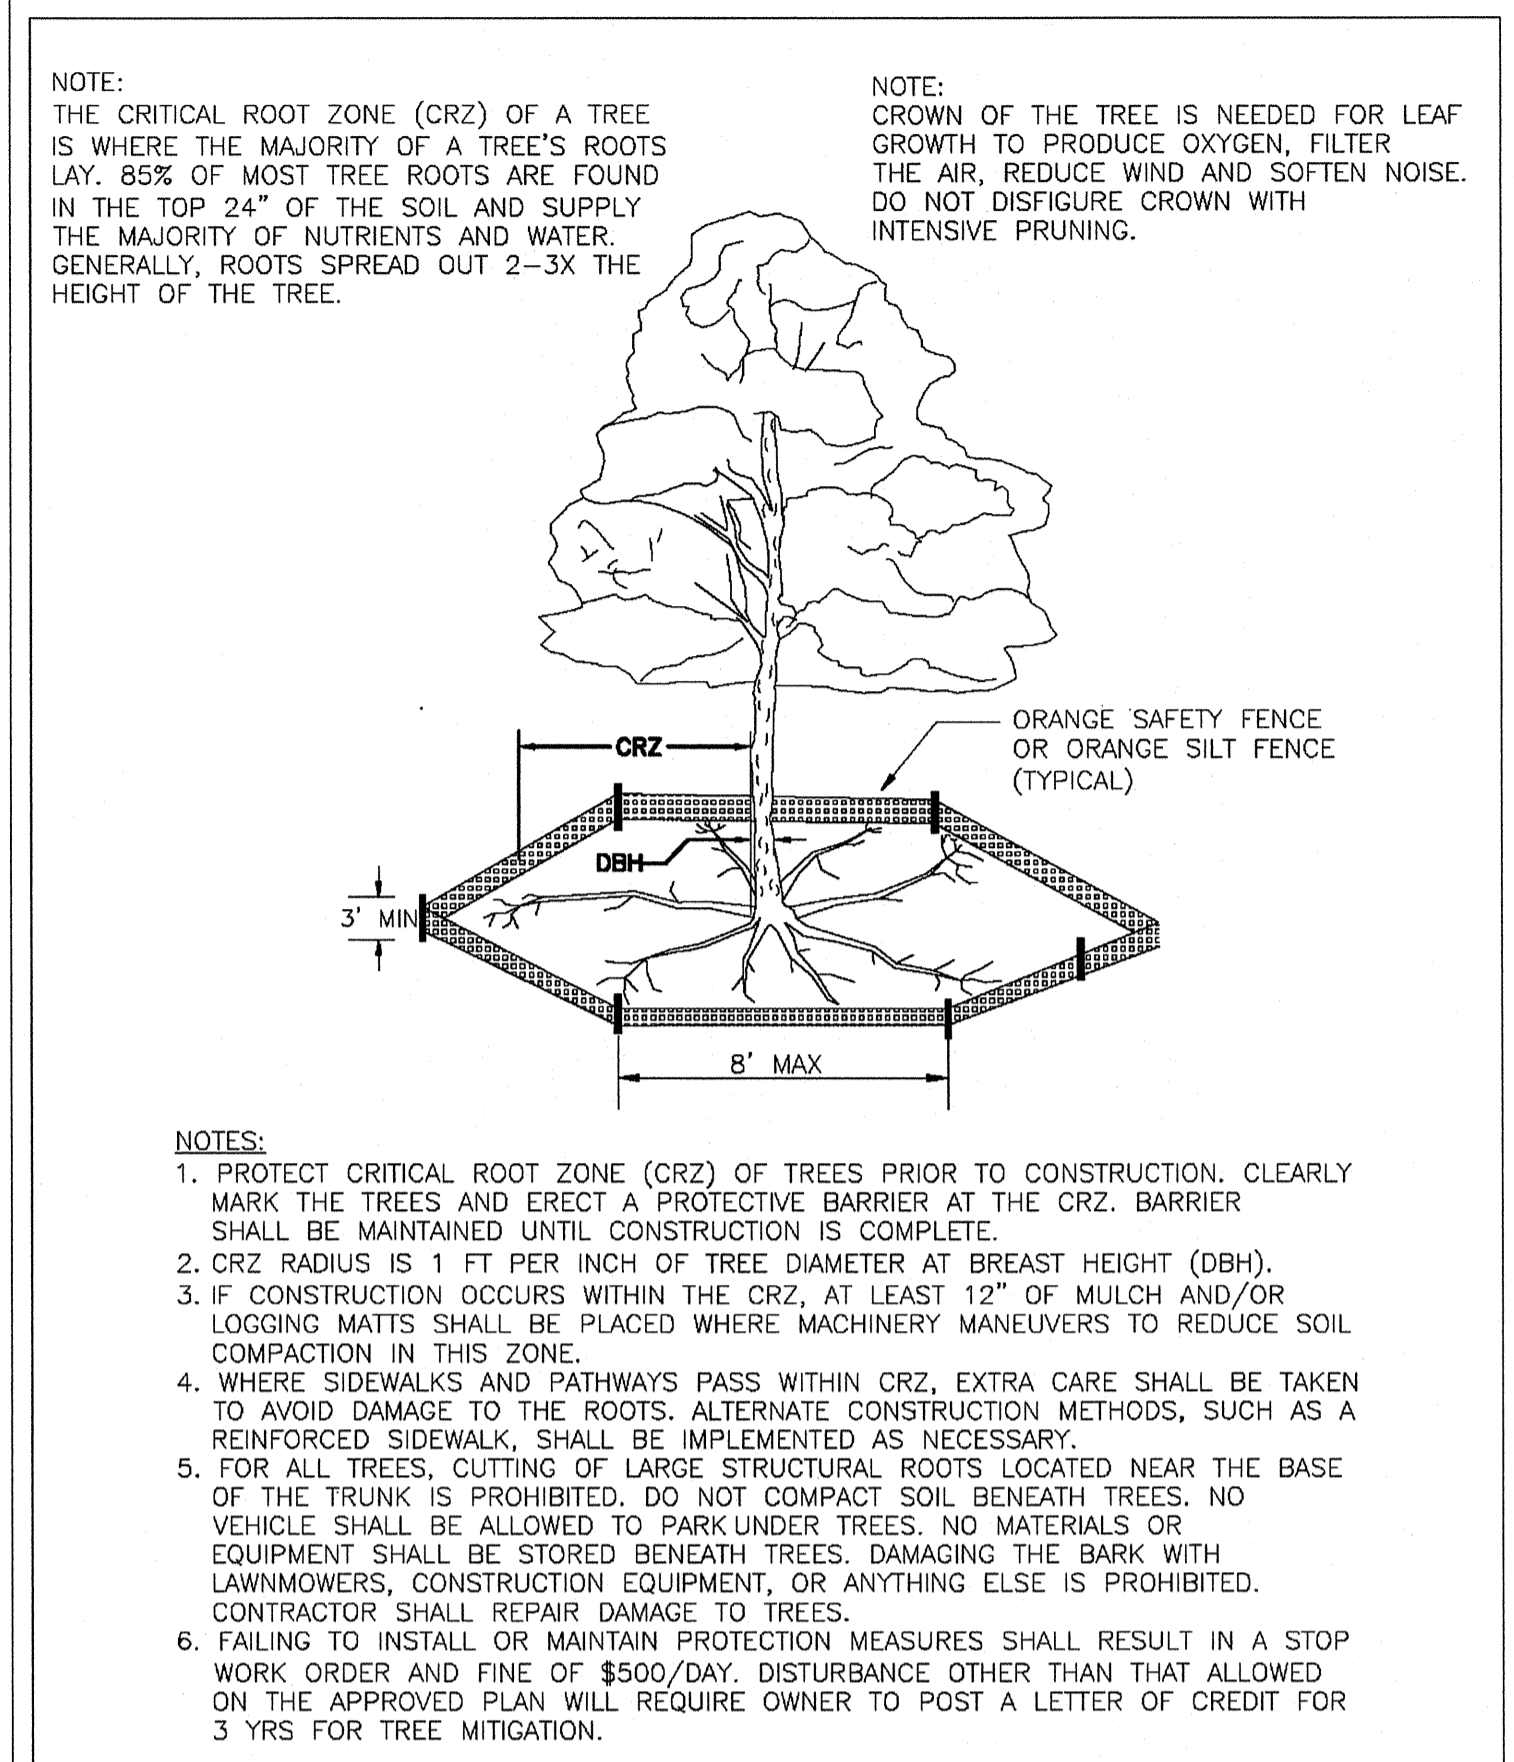 NOTE:
THE CRITICAL ROOT ZONE (CRZ) OF A TREE
IS WHERE THE MAJORITY OF A TREE'S ROOTS
LAY. 85% OF MOST TREE ROOTS ARE FOUND
IN THE TOP 24" OF THE SOIL AND SUPPLY
THE MAJORITY OF NUTRIENTS AND WATER.
GENERALLY, ROOTS SPREAD OUT 2-3X THE
HEIGHT OF THE TREE.
NOTE:
CROWN OF THE TREE IS NEEDED FOR LEAF
GROWTH TO PRODUCE OXYGEN, FILTER
THE AIR, REDUCE WIND AND SOFTEN NOISE.
DO NOT DISFIGURE CROWN WITH
INTENSIVE PRUNING.
ORANGE SAFETY FENCE
OR ORANGE SILT FENCE
(TYPICAL)
CRZ
DBH
3' MIN
8' MAX
NOTES:
1. PROTECT CRITICAL ROOT ZONE (CRZ) OF TREES PRIOR TO CONSTRUCTION. CLEARLY
MARK THE TREES AND ERECT A PROTECTIVE BARRIER AT THE CRZ. BARRIER
SHALL BE MAINTAINED UNTIL CONSTRUCTION IS COMPLETE.
2. CRZ RADIUS IS 1 FT PER INCH OF TREE DIAMETER AT BREAST HEIGHT (DBH).
3. IF CONSTRUCTION OCCURS WITHIN THE CRZ, AT LEAST 12" OF MULCH AND/OR
LOGGING MATTS SHALL BE PLACED WHERE MACHINERY MANEUVERS TO REDUCE SOIL
COMPACTION IN THIS ZONE.
4. WHERE SIDEWALKS AND PATHWAYS PASS WITHIN CRZ, EXTRA CARE SHALL BE TAKEN
TO AVOID DAMAGE TO THE ROOTS. ALTERNATE CONSTRUCTION METHODS, SUCH AS A
REINFORCED SIDEWALK, SHALL BE IMPLEMENTED AS NECESSARY.
5. FOR ALL TREES, CUTTING OF LARGE STRUCTURAL ROOTS LOCATED NEAR THE BASE
OF THE TRUNK IS PROHIBITED. DO NOT COMPACT SOIL BENEATH TREES. NO
VEHICLE SHALL BE ALLOWED TO PARK UNDER TREES. NO MATERIALS OR
EQUIPMENT SHALL BE STORED BENEATH TREES. DAMAGING THE BARK WITH
LAWNMOWERS, CONSTRUCTION EQUIPMENT, OR ANYTHING ELSE IS PROHIBITED.
CONTRACTOR SHALL REPAIR DAMAGE TO TREES.
6. FAILING TO INSTALL OR MAINTAIN PROTECTION MEASURES SHALL RESULT IN A STOP
WORK ORDER AND FINE OF $500/DAY. DISTURBANCE OTHER THAN THAT ALLOWED
ON THE APPROVED PLAN WILL REQUIRE OWNER TO POST A LETTER OF CREDIT FOR
3 YRS FOR TREE MITIGATION.